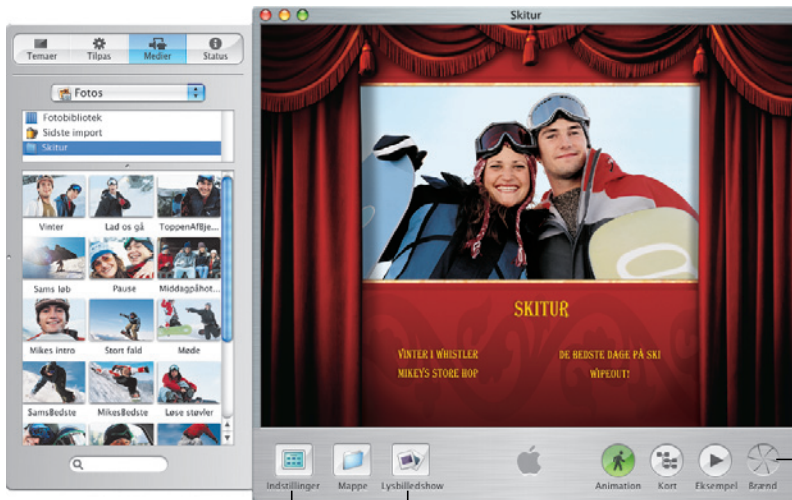 Skitur
Temaer Tilpas Medier Status
Fotos
Fotobibliotek
Sidste import
Skitur
Vinter Lad os gå ToppenAfBje...
Sams løb Pause Middagpåhot...
Mikes intro Stort fald Møde
SamsBedste MikesBedste Løse støvler
SKITUR
VINTER I WHISTLER DE BEDSTE DAGE PÅ SKI
MIKEYS STORE HOP WIPEOUT!
Indstillinger Mappe Lysbilledshow Animation Kort Eksempel Brænd